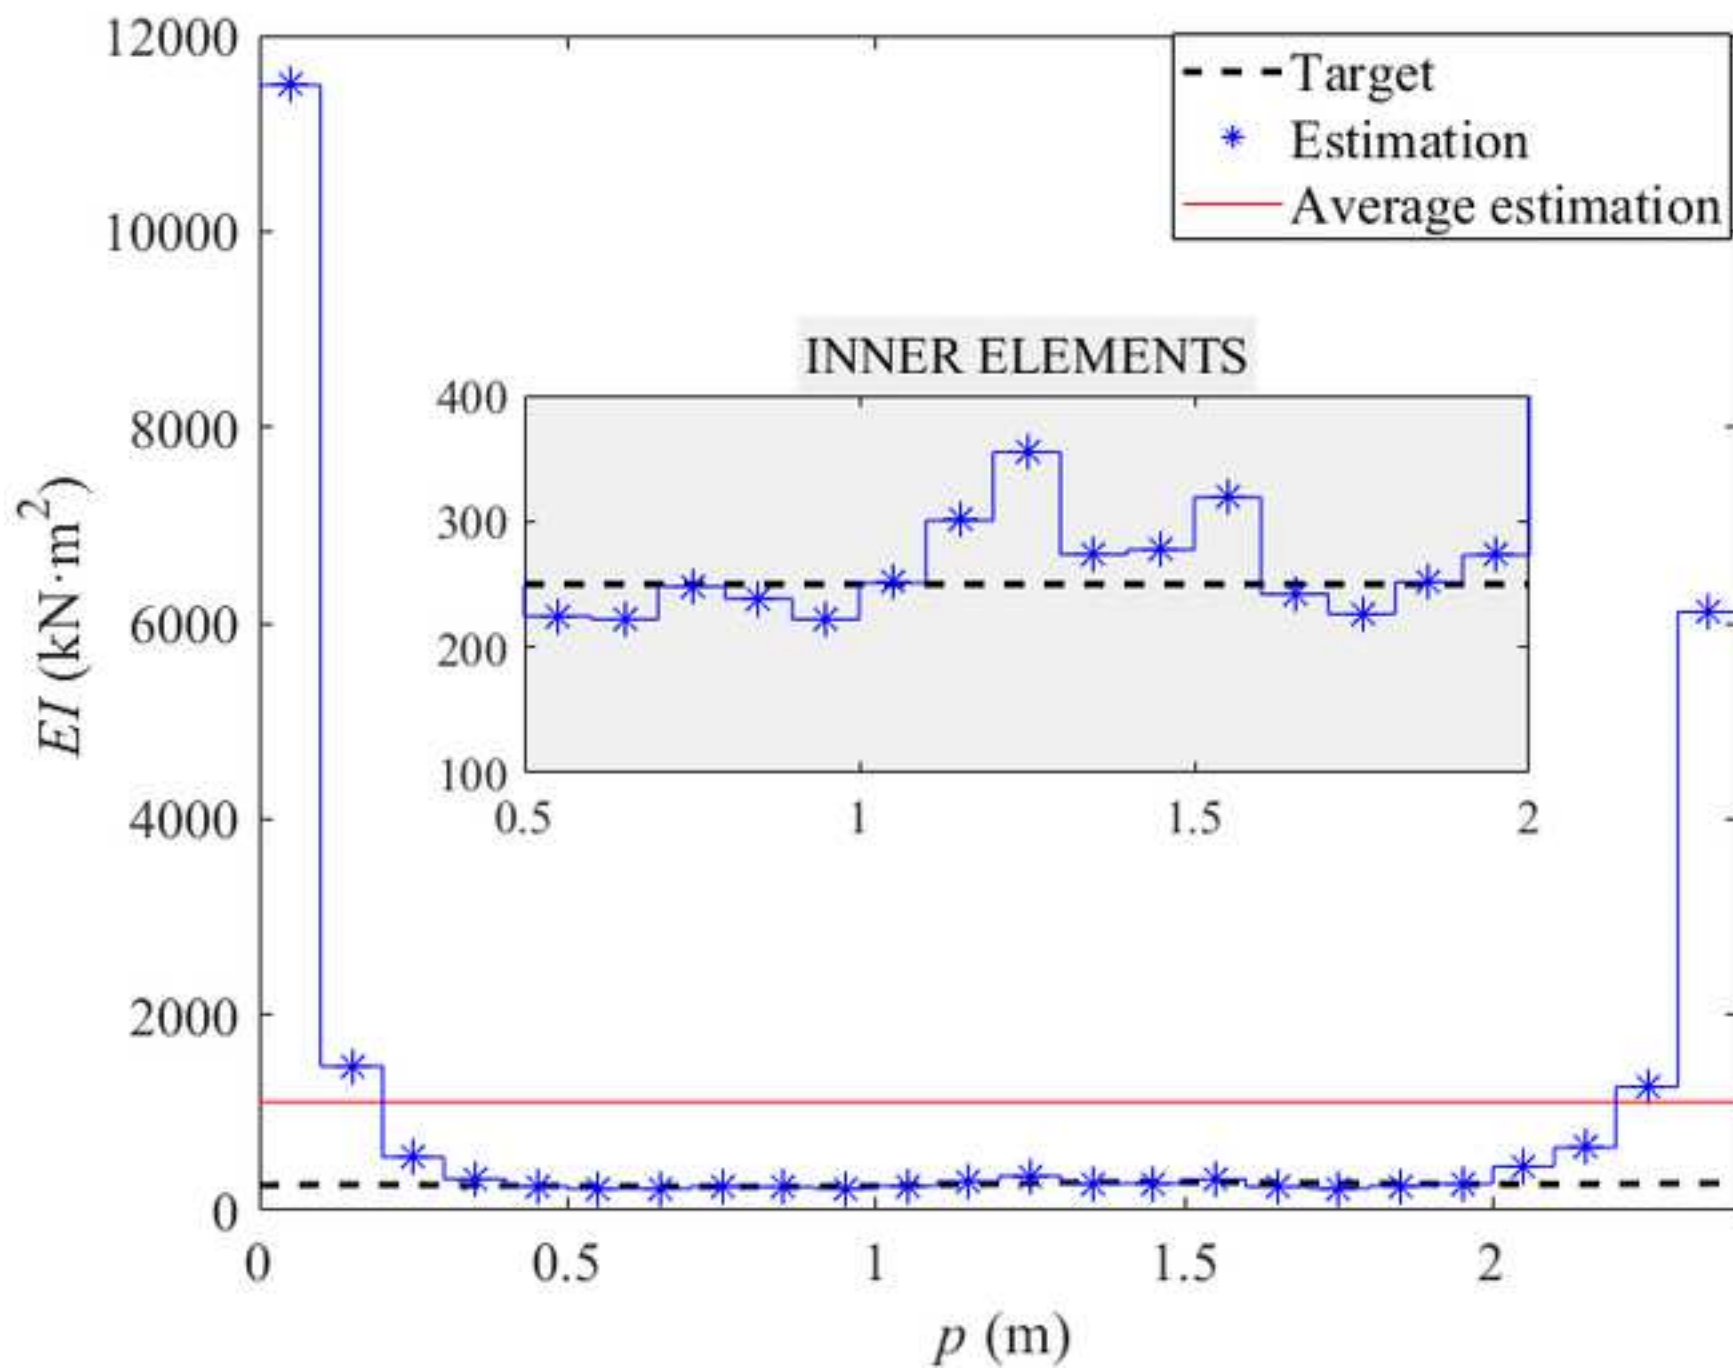 12000
10000
8000
6000
4000
2000
0
EI (kN·m²)
Target
Estimation
Average estimation
INNER ELEMENTS
400
300
200
100
0.5 1 1.5 2
0 0.5 1 1.5 2
p (m)